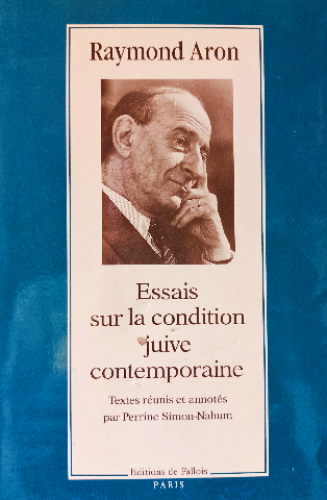 Raymond Aron
Essais
sur la condition
juive
contemporaine
Textes réunis et annotés
par Perrine Simon-Nahum
Editions de Fallois
PARIS